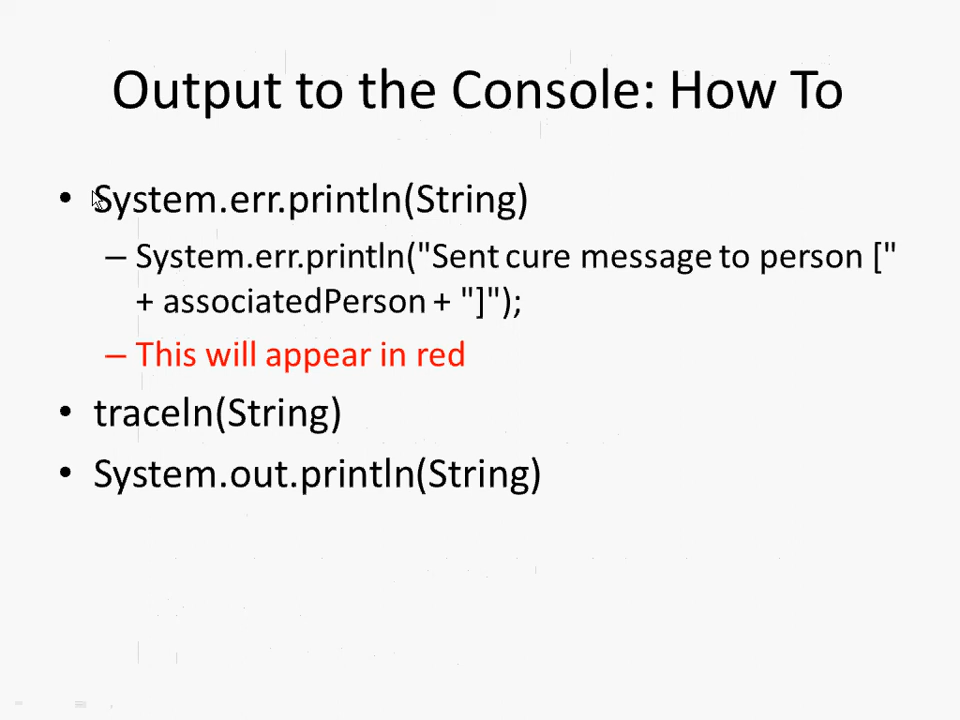 Output to the Console: How To
• System.err.println(String)
– System.err.println("Sent cure message to person ["
+ associatedPerson + "]");
– This will appear in red
• traceln(String)
• System.out.println(String)